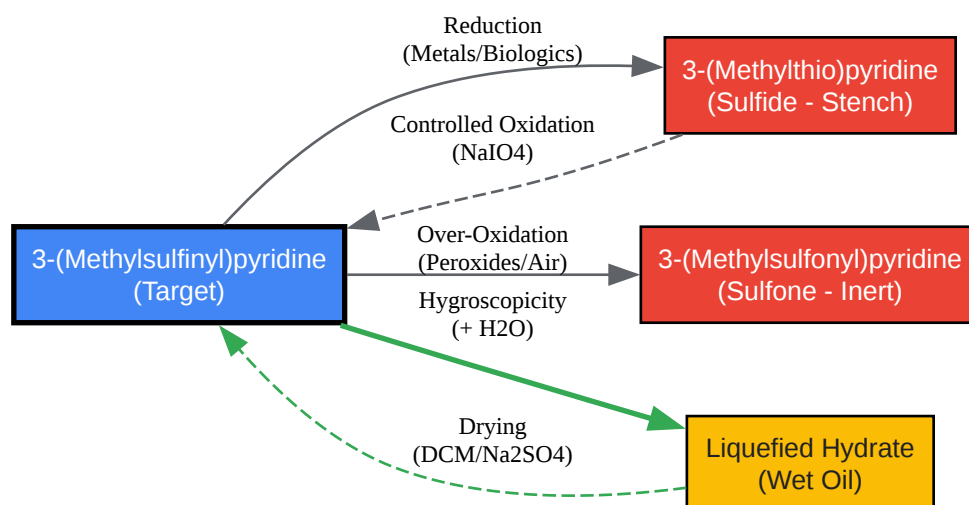 Reduction
(Metals/Biologics)
3-(Methylthio)pyridine
(Sulfide - Stench)
Controlled Oxidation
(NaIO4)
3-(Methylsulfinyl)pyridine
(Target)
Over-Oxidation
(Peroxides/Air)
3-(Methylsulfonyl)pyridine
(Sulfone - Inert)
Hygroscopicity
(+ H2O)
Drying
(DCM/Na2SO4)
Liquefied Hydrate
(Wet Oil)